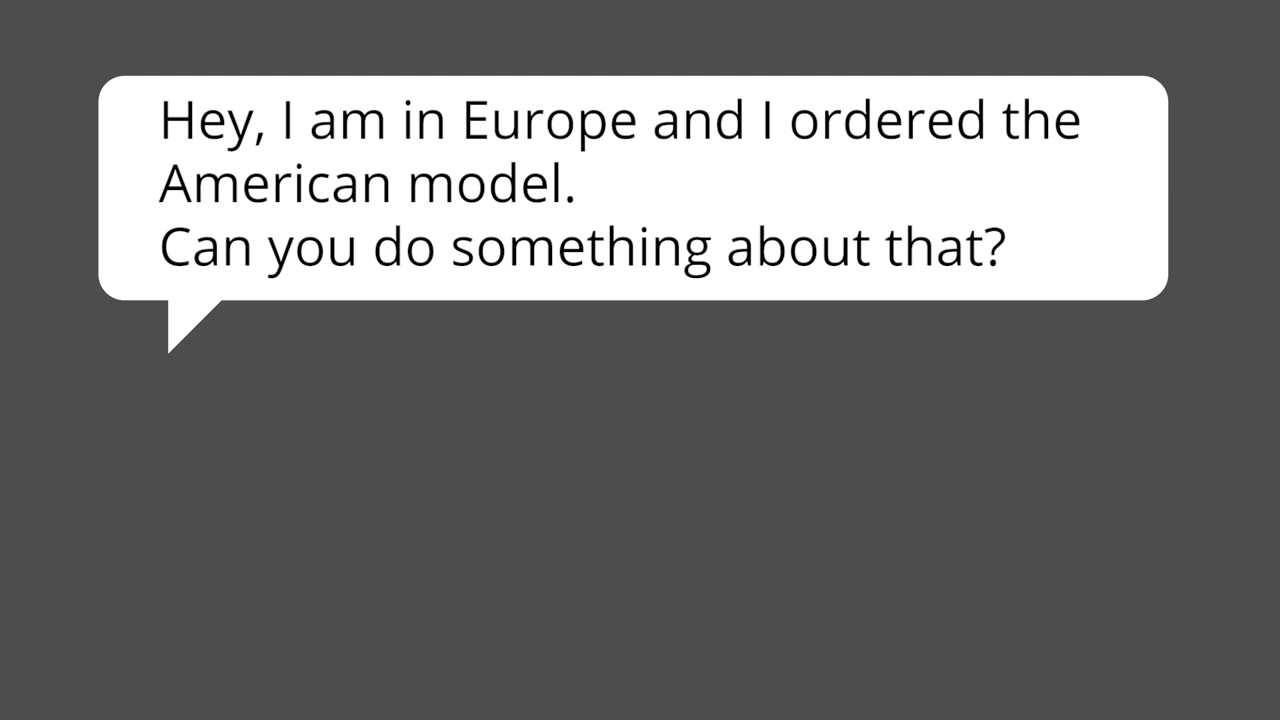 Hey, I am in Europe and I ordered the
American model.
Can you do something about that?